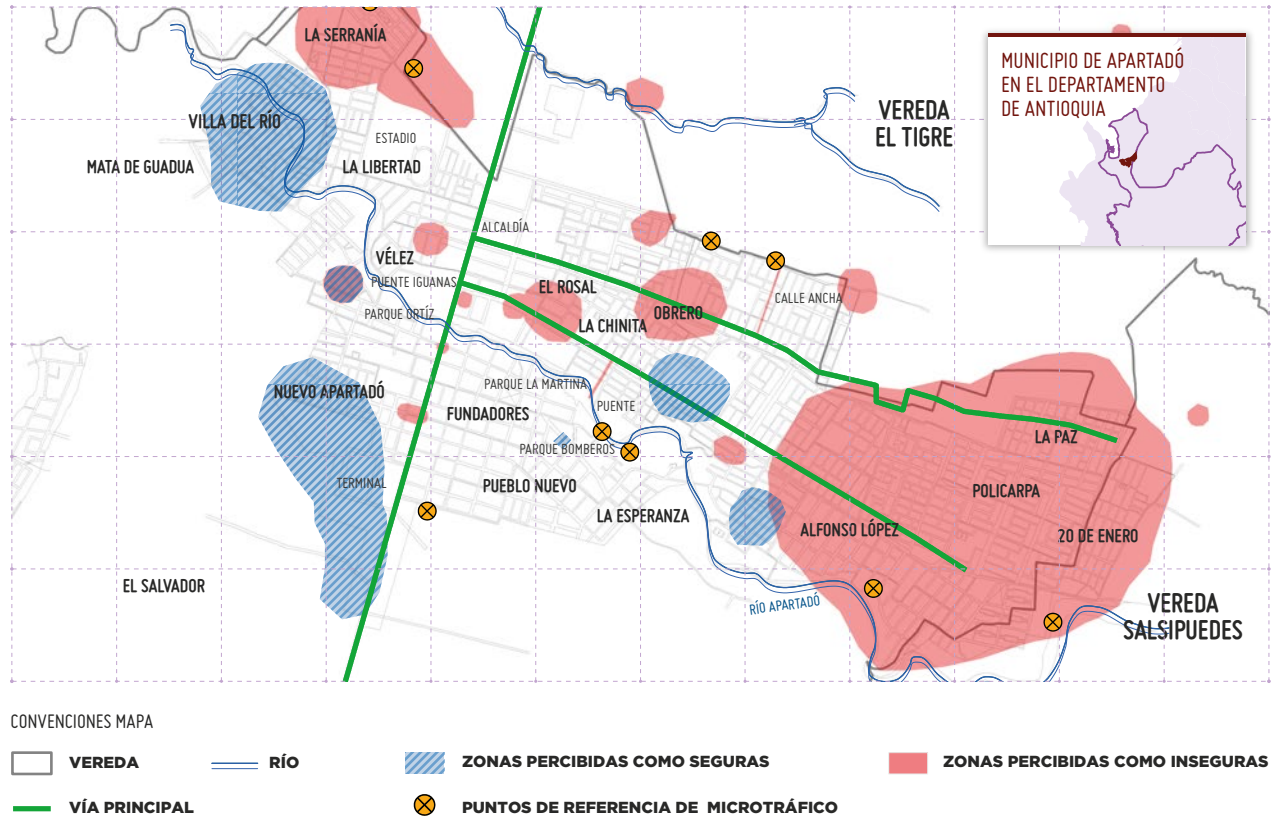 LA SERRANÍA
MUNICIPIO DE APARTADÓ
EN EL DEPARTAMENTO
DE ANTIOQUIA
VEREDA
EL TIGRE
VILLA DEL RÍO
ESTADIO
MATA DE GUADUA
LA LIBERTAD
ALCALDÍA
VÉLEZ
PUENTE IGUANAS
EL ROSAL
CALLE ANCHA
PARQUE ORTÍZ
OBRERO
LA CHINITA
NUEVO APARTADÓ
PARQUE LA MARTINA
PUENTE
FUNDADORES
LA PAZ
PARQUE BOMBEROS
TERMINAL
PUEBLO NUEVO
POLICARPA
LA ESPERANZA
ALFONSO LÓPEZ
20 DE ENERO
EL SALVADOR
RÍO APARTADÓ
VEREDA
SALSIPUEDES
CONVENCIONES MAPA
VEREDA
RÍO
ZONAS PERCIBIDAS COMO SEGURAS
ZONAS PERCIBIDAS COMO INSEGURAS
VÍA PRINCIPAL
PUNTOS DE REFERENCIA DE MICROTRÁFICO